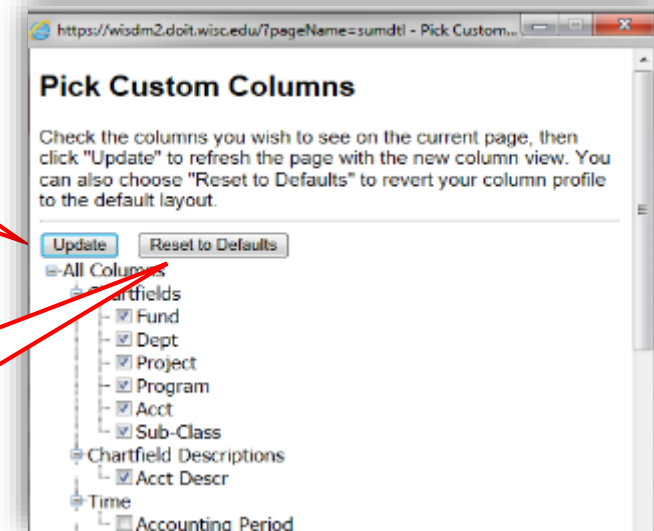 https://wisdm2.doit.wisc.edu/?pageName=sumdtl - Pick Custom...
Pick Custom Columns
Check the columns you wish to see on the current page, then
click "Update" to refresh the page with the new column view. You
can also choose "Reset to Defaults" to revert your column profile
to the default layout.
Update Reset to Defaults
All Columns
Chartfields
Fund
Dept
Project
Program
Acct
Sub-Class
Chartfield Descriptions
Acct Descr
Time
Accounting Period